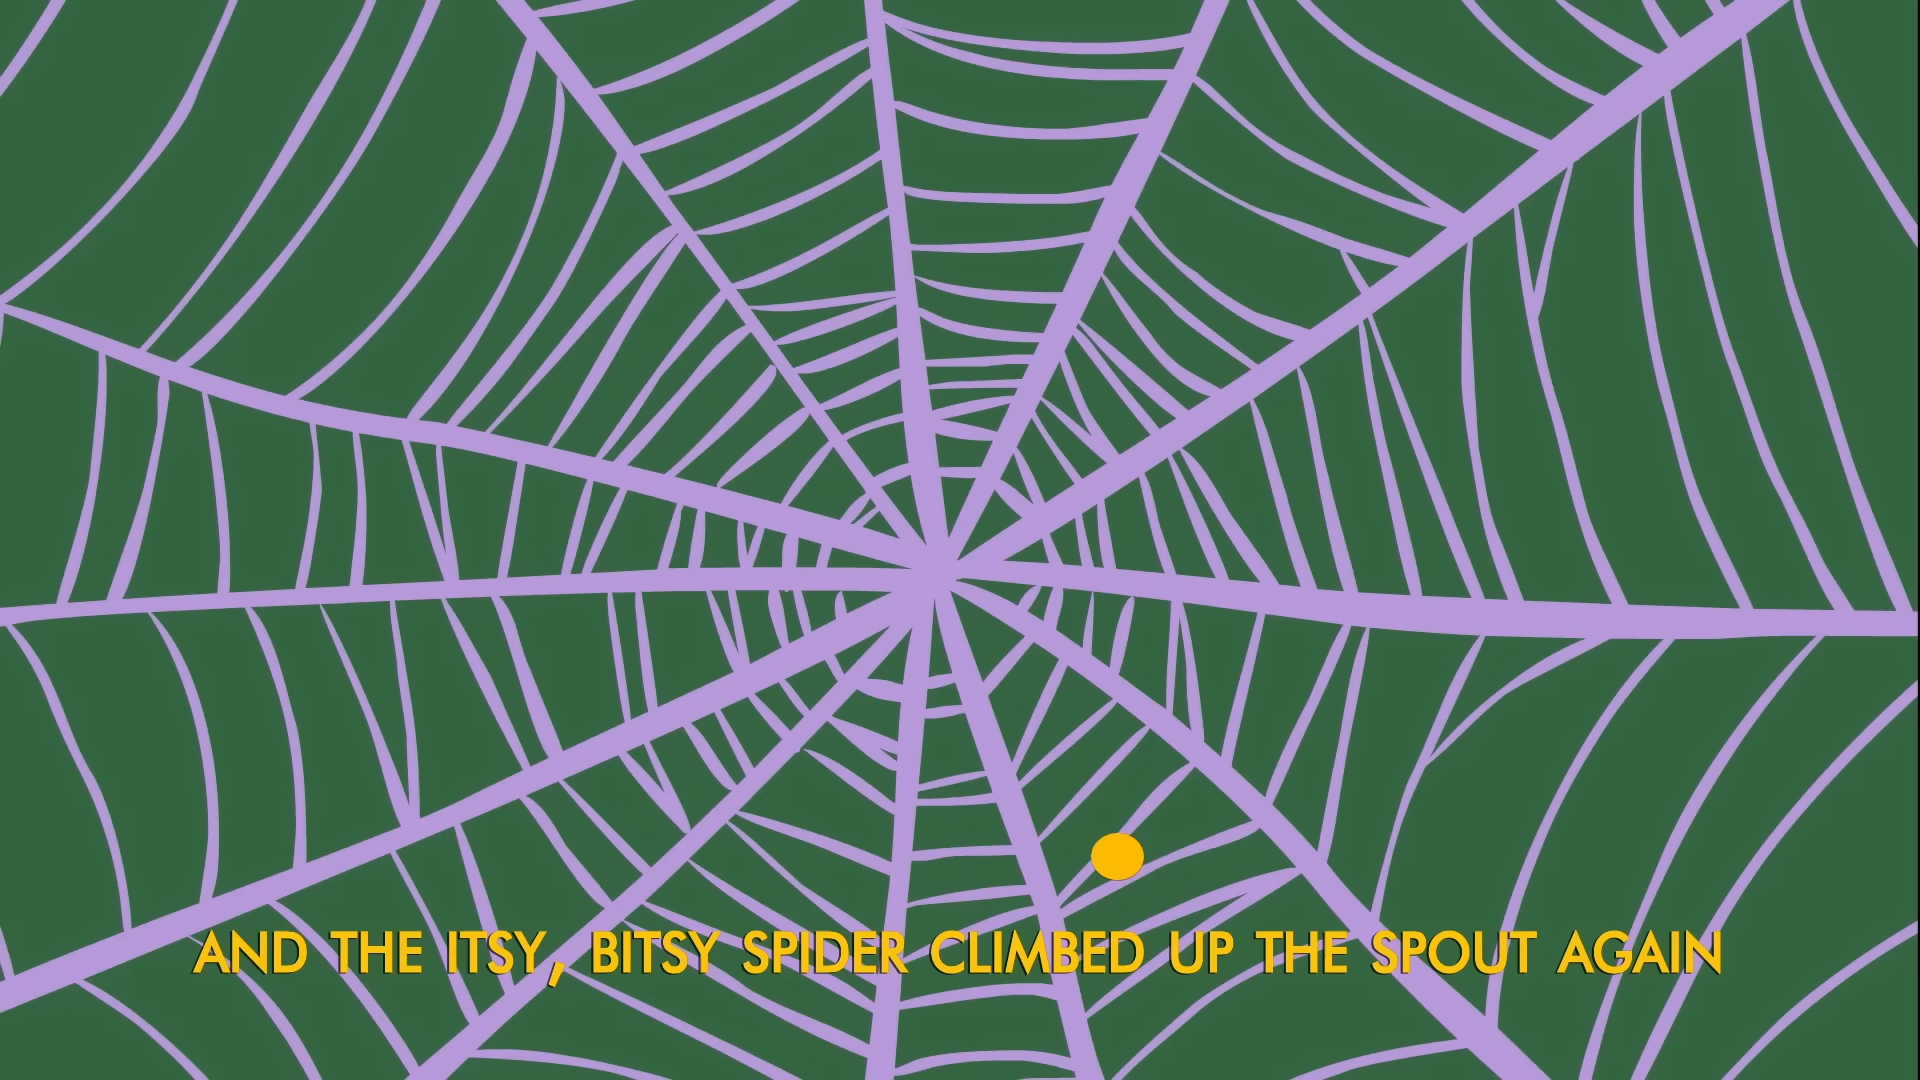 AND THE ITSY, BITSY SPIDER CLIMBED UP THE SPOUT AGAIN